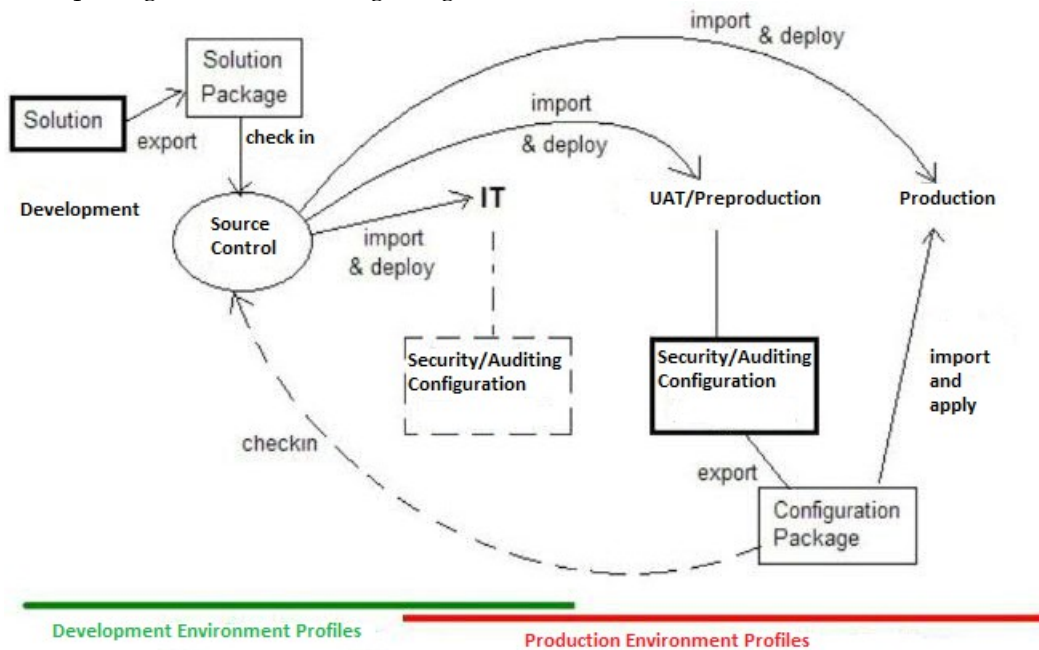 import
& deploy
Solution
Package
Solution
export
check in
import
& deploy
Development
Source
Control
IT
UAT/Preproduction
Production
import
& deploy
Security/Auditing
Configuration
Security/Auditing
Configuration
import
and
apply
checkin
export
Configuration
Package
Development Environment Profiles
Production Environment Profiles